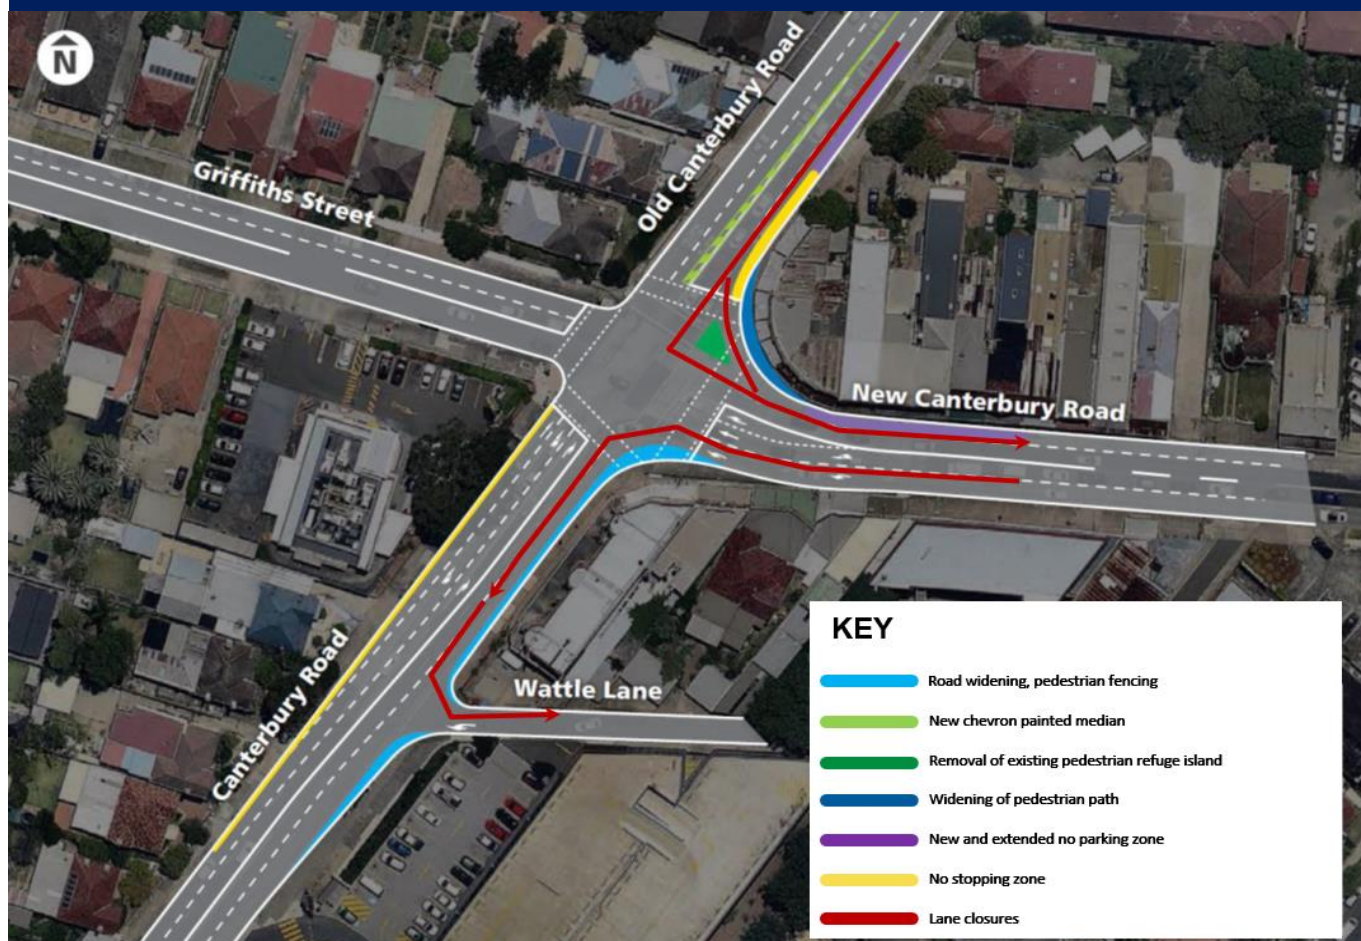 N
Old Canterbury Road
Griffiths Street
New Canterbury Road
Canterbury Road
Wattle Lane
KEY
Road widening, pedestrian fencing
New chevron painted median
Removal of existing pedestrian refuge island
Widening of pedestrian path
New and extended no parking zone
No stopping zone
Lane closures